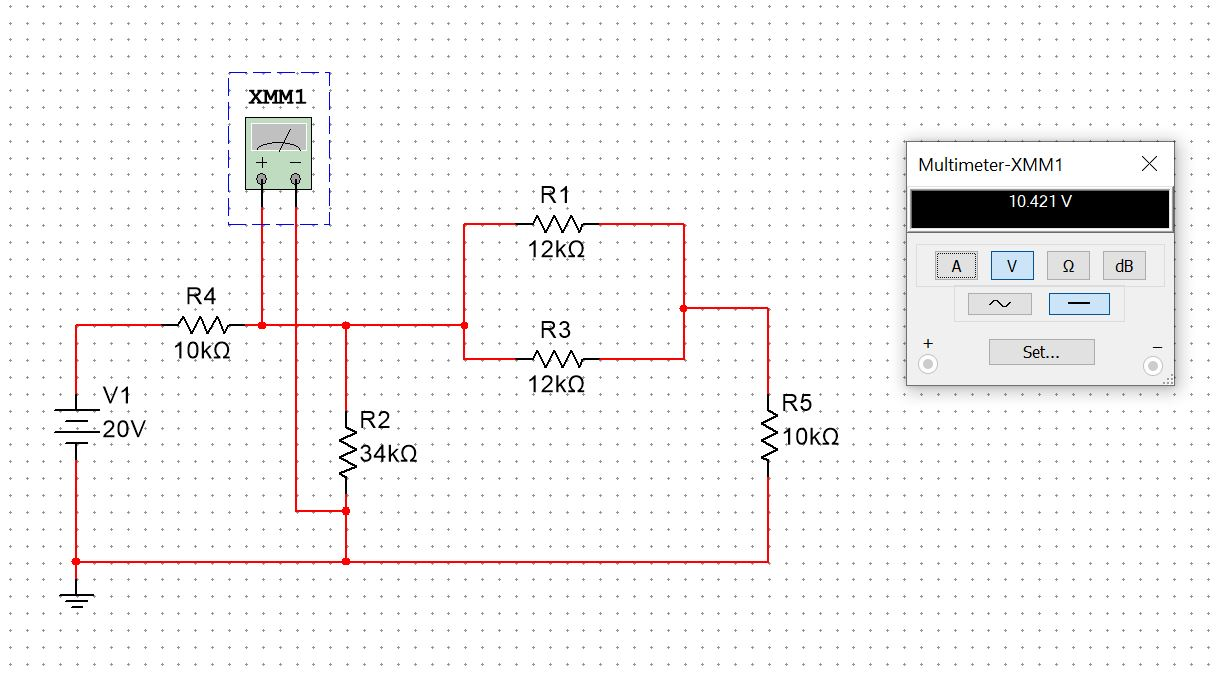 XMM1
+ −
R1
12kΩ
R4
10kΩ
R3
12kΩ
V1
20V
R2
34kΩ
R5
10kΩ
Multimeter-XMM1
10.421 V
A V Ω dB
+ −
Set...